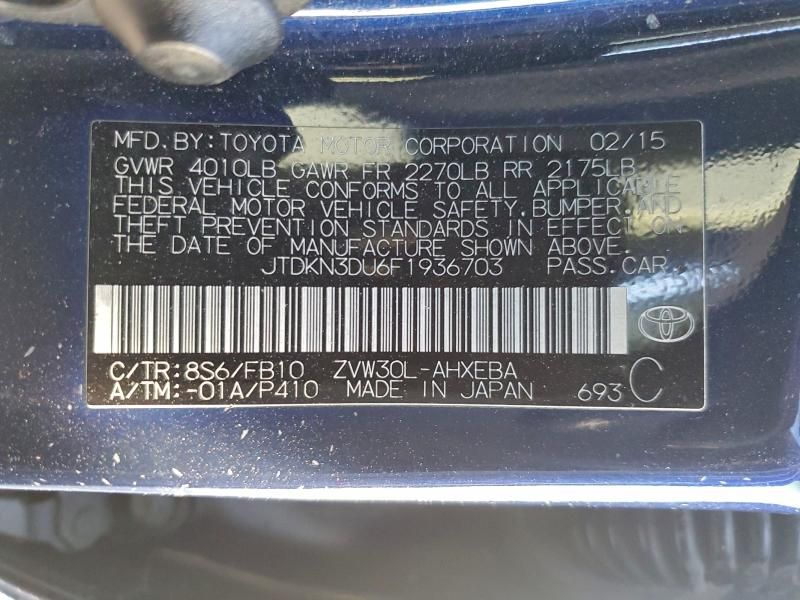 MFD. BY: TOYOTA MOTOR CORPORATION 02/15
GVWR 4010LB GAWR FR 2270LB RR 2175LB
THIS VEHICLE CONFORMS TO ALL APPLICABLE
FEDERAL MOTOR VEHICLE SAFETY, BUMPER, AND
THEFT PREVENTION STANDARDS IN EFFECT ON
THE DATE OF MANUFACTURE SHOWN ABOVE.
JTDKN3DU6F1936703 PASS. CAR
C/TR: 8S6/FB10 ZVW30L-AHXEBA
A/TM: -01A/P410 MADE IN JAPAN 693 C